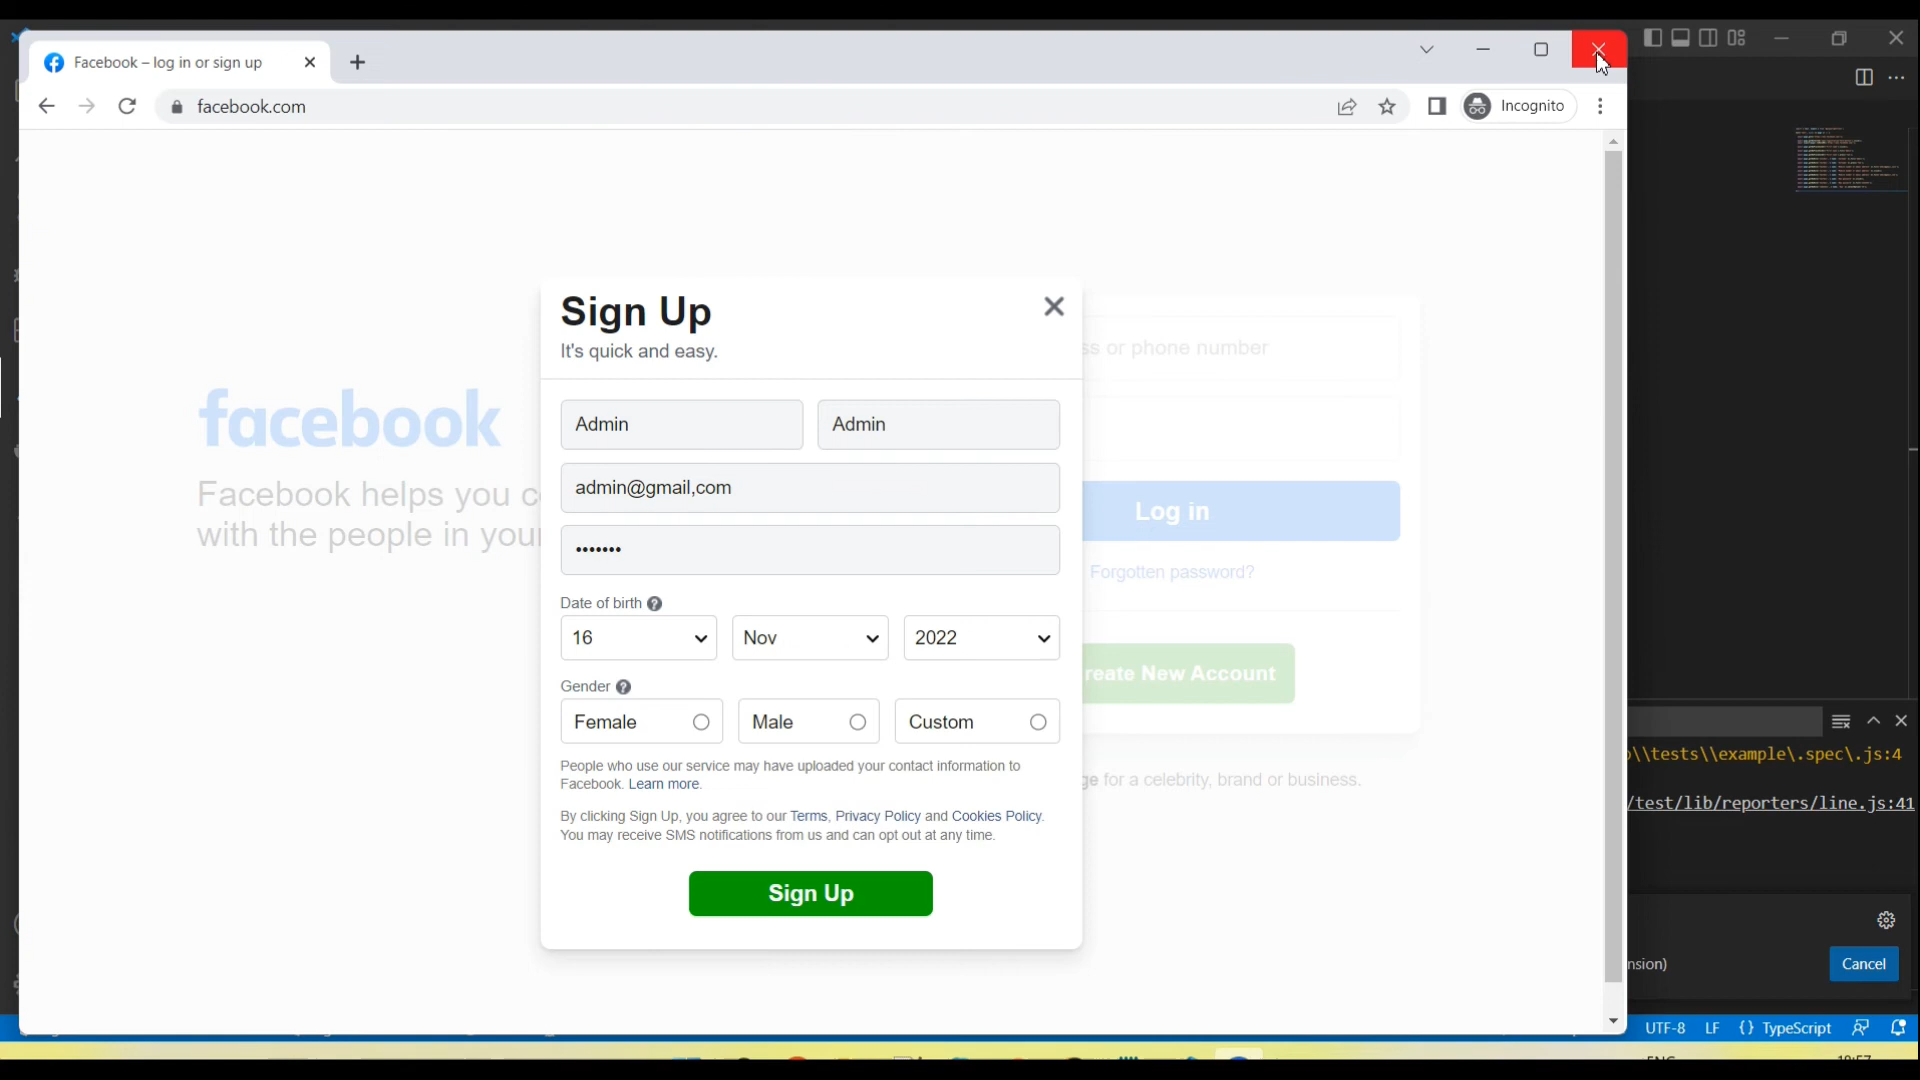 Facebook – log in or sign up
facebook.com
Incognito
Sign Up
It's quick and easy.
ss or phone number
Admin
Admin
facebook
admin@gmail,com
Facebook helps you c
with the people in your
Log in
•••••••
Forgotten password?
Date of birth
16
Nov
2022
reate New Account
Gender
Female
Male
Custom
People who use our service may have uploaded your contact information to
Facebook. Learn more.
ge for a celebrity, brand or business.
By clicking Sign Up, you agree to our Terms, Privacy Policy and Cookies Policy.
You may receive SMS notifications from us and can opt out at any time.
Sign Up
\\tests\\example\.spec\.js:4
/test/lib/reporters/line.js:41
nsion)
Cancel
UTF-8
LF
{} TypeScript